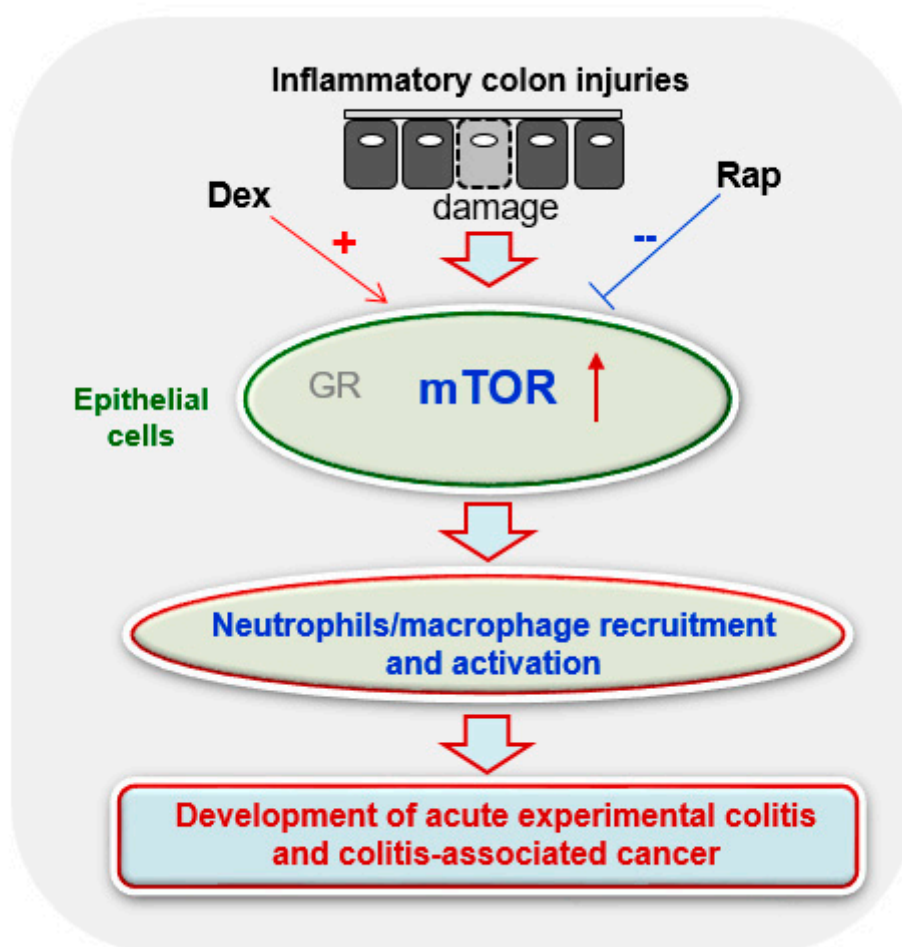 Inflammatory colon injuries
Dex
Rap
damage
+
--
GR
mTOR
Epithelial
cells
Neutrophils/macrophage recruitment
and activation
Development of acute experimental colitis
and colitis-associated cancer